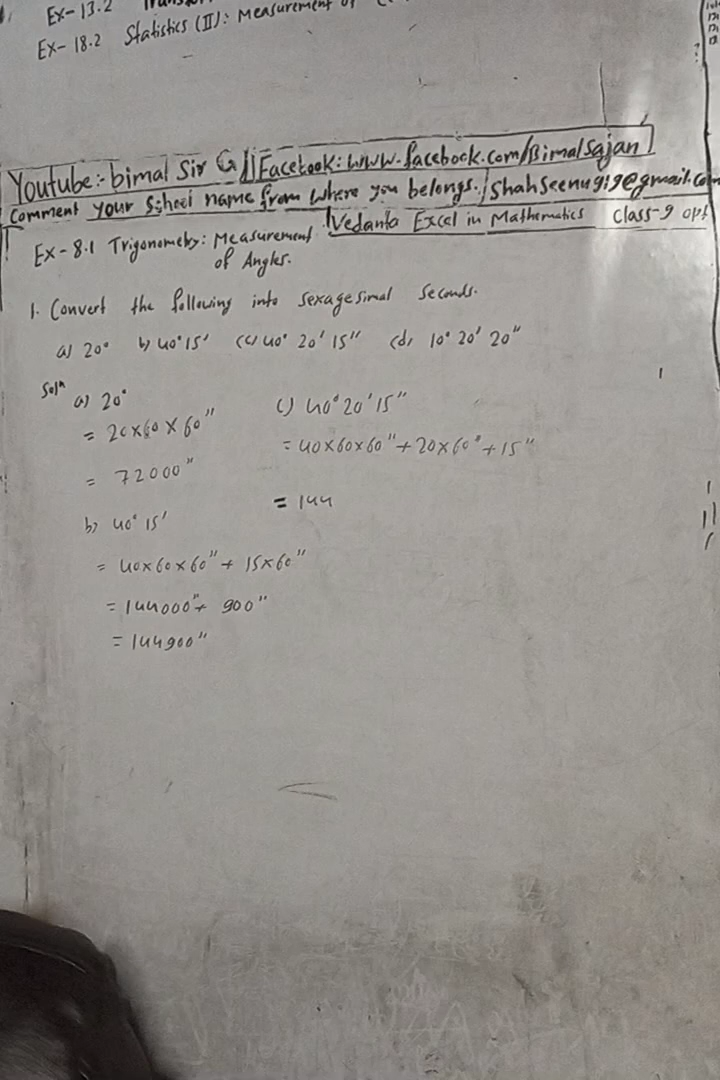 Ex-13.2
Ex-18.2 Statistics (II): Measurement of
Youtube:- bimal Sir G || Facebook: www.facebook.com/Bimalsajan
Comment your School name from where you belongs. / Shahseenu919@gmail.com
Vedanta Excel in Mathematics Class-9 opt
Ex-8.1 Trigonometry: Measurement
of Angles.
1. Convert the following into sexagesimal seconds.
a) 20° b) 40°15' (c) 40° 20' 15" (d) 10° 20' 20"
Solⁿ
a) 20°
= 20×60×60"
= 72000"
b) 40° 15'
= 40×60×60" + 15×60"
= 144000" + 900"
= 144900"
c) 40° 20' 15"
= 40×60×60" + 20×60" + 15"
= 144